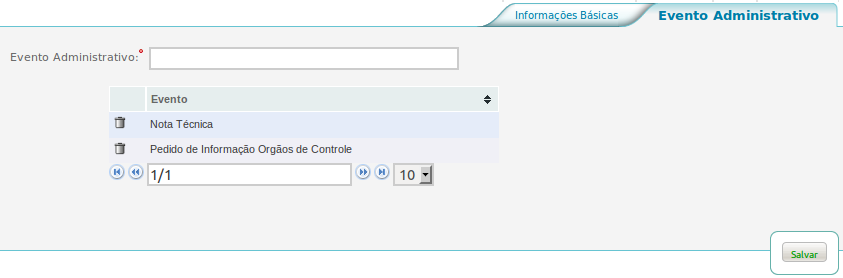 Informações Básicas
Evento Administrativo
Evento Administrativo:
Evento
Nota Técnica
Pedido de Informação Orgãos de Controle
1/1
10
Salvar